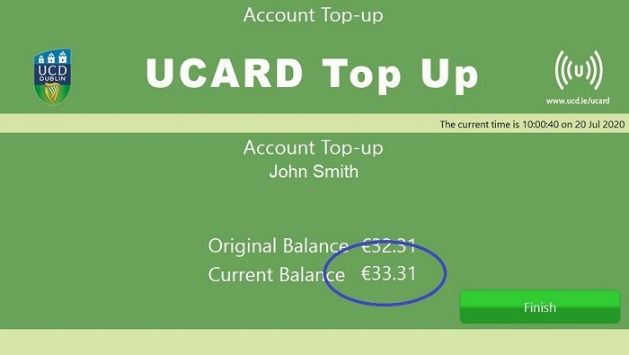 Account Top-up
UCD
DUBLIN
UCARD Top Up
U
www.ucd.ie/ucard
The current time is 10:00:40 on 20 Jul 2020
Account Top-up
John Smith
Original Balance €32.31
Current Balance €33.31
Finish